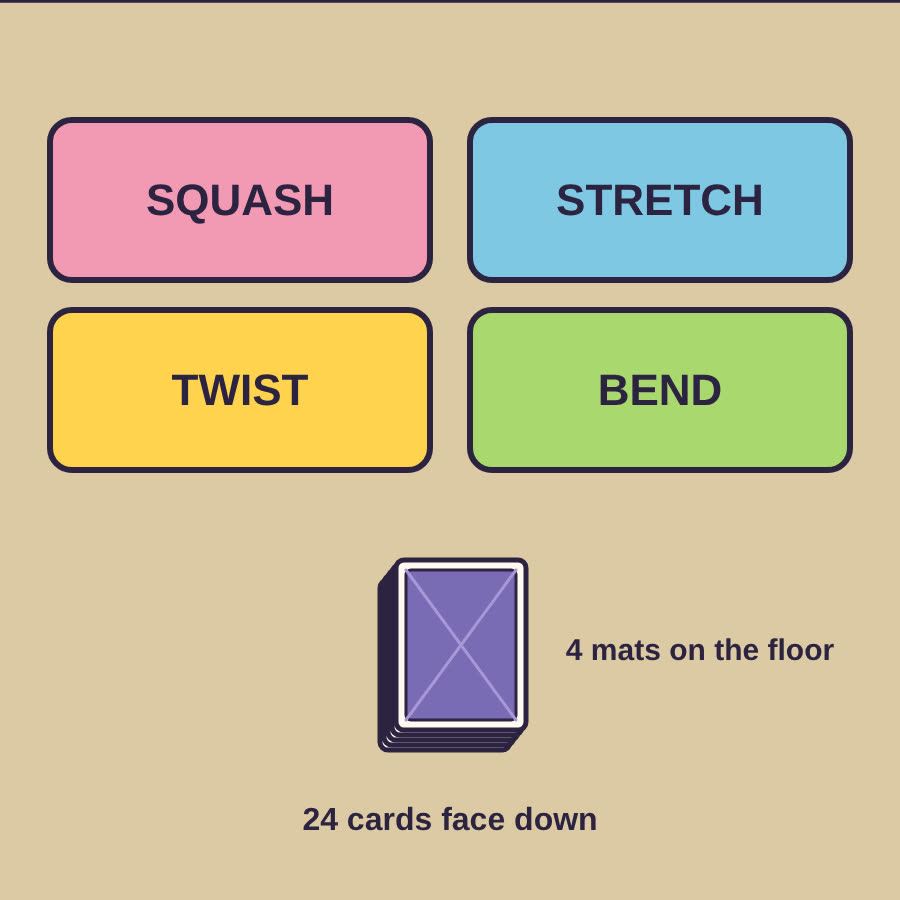 SQUASH
STRETCH
TWIST
BEND
4 mats on the floor
24 cards face down